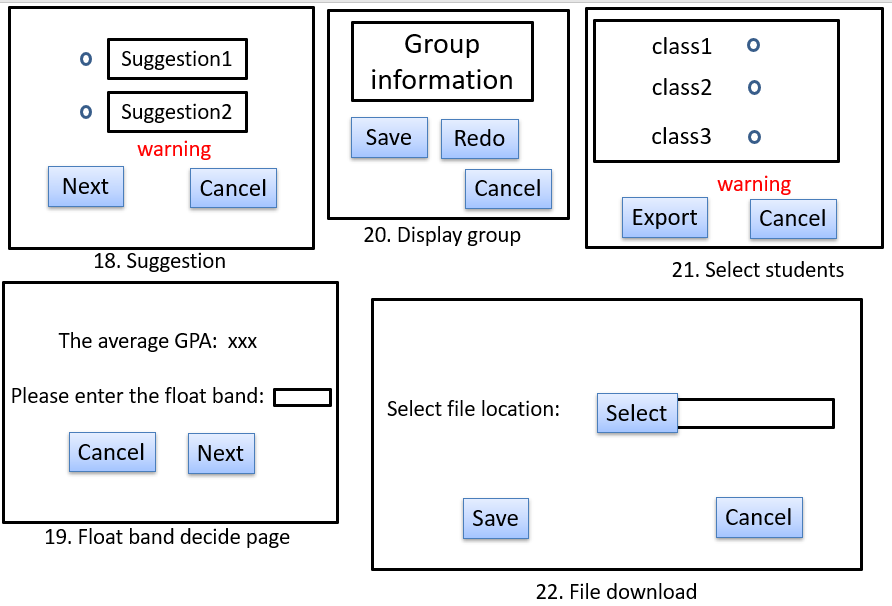 Suggestion1
Suggestion2
warning
Next
Cancel
18. Suggestion
Group
information
Save
Redo
Cancel
20. Display group
class1
class2
class3
warning
Export
Cancel
21. Select students
The average GPA: xxx
Please enter the float band:
Cancel
Next
19. Float band decide page
Select file location:
Select
Save
Cancel
22. File download